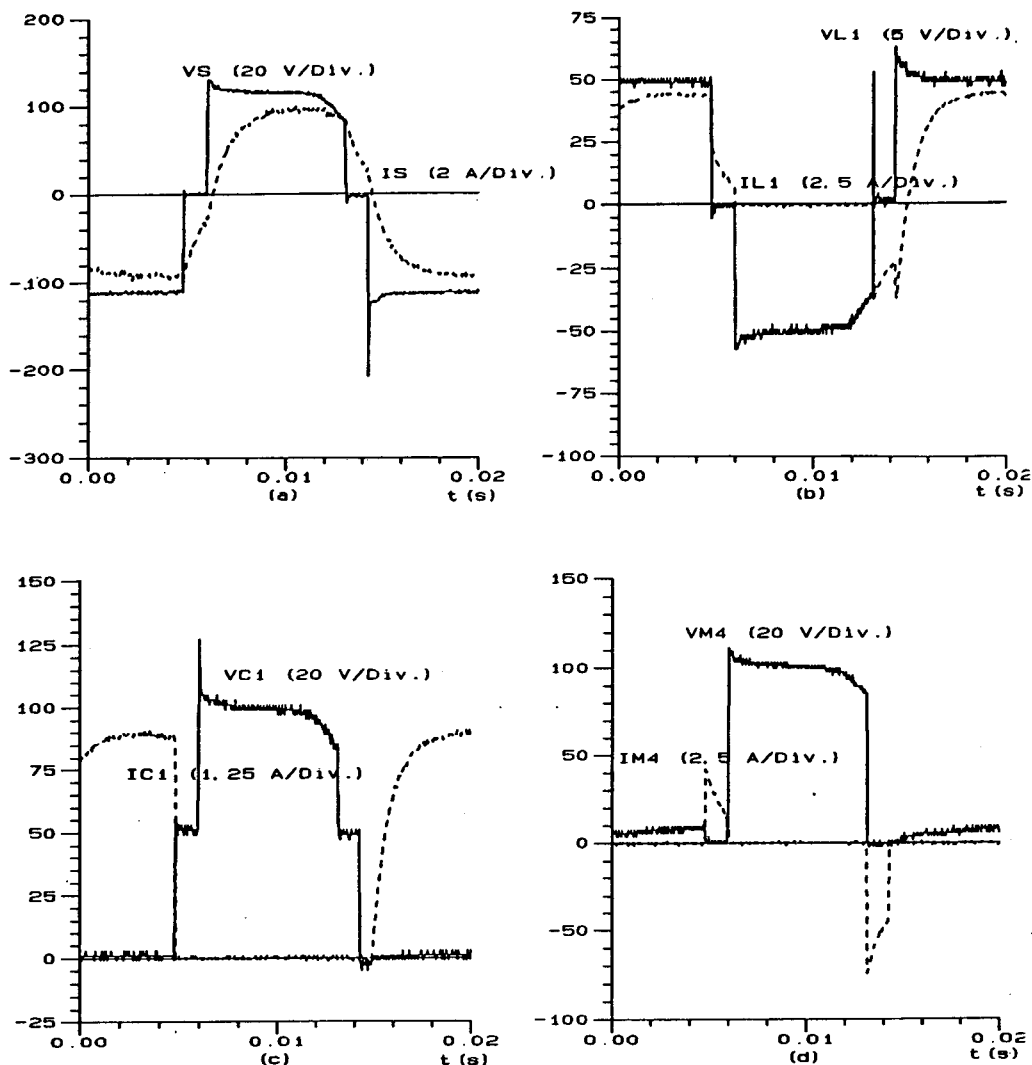 200
VS (20 V/Div.)
100
IS (2 A/Div.)
0
-100
-200
-300
0.00
0.01
0.02
(a)
t(s)
75
VL1 (5 V/Div.)
50
25
IL1 (2.5 A/Div.)
0
-25
-50
-75
-100
0.00
0.01
0.02
(b)
t(s)
150
125
VC1 (20 V/Div.)
100
75
IC1 (1.25 A/Div.)
50
25
0
-25
0.00
0.01
0.02
(c)
t(s)
150
VM4 (20 V/Div.)
100
50
IM4 (2.5 A/Div.)
0
-50
-100
0.00
0.01
0.02
(d)
t(s)